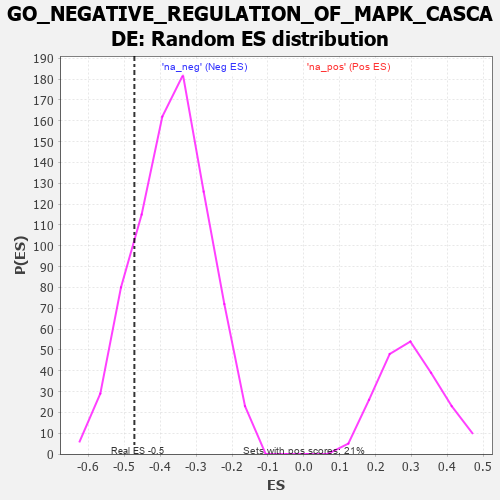 GO_NEGATIVE_REGULATION_OF_MAPK_CASCA
DE: Random ES distribution
'na_neg' (Neg ES) 'na_pos' (Pos ES)
190
180
170
160
150
140
130
120
110
100
90
80
70
60
50
40
30
20
10
0
P(ES)
Real ES -0.5 Sets with pos scores: 21%
-0.6 -0.5 -0.4 -0.3 -0.2 -0.1 0.0 0.1 0.2 0.3 0.4 0.5
ES